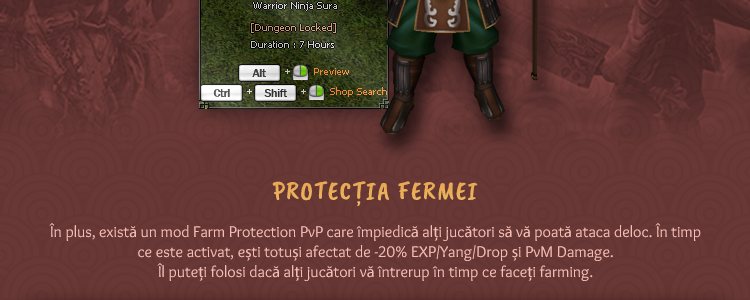 Warrior Ninja Sura
[Dungeon Locked]
Duration : 7 Hours
Alt + Preview
Ctrl + Shift + Shop Search
PROTECȚIA FERMEI
În plus, există un mod Farm Protection PvP care împiedică alți jucători să vă poată ataca deloc. În timp
ce este activat, ești totuși afectat de -20% EXP/Yang/Drop și PvM Damage.
Îl puteți folosi dacă alți jucători vă întrerup în timp ce faceți farming.